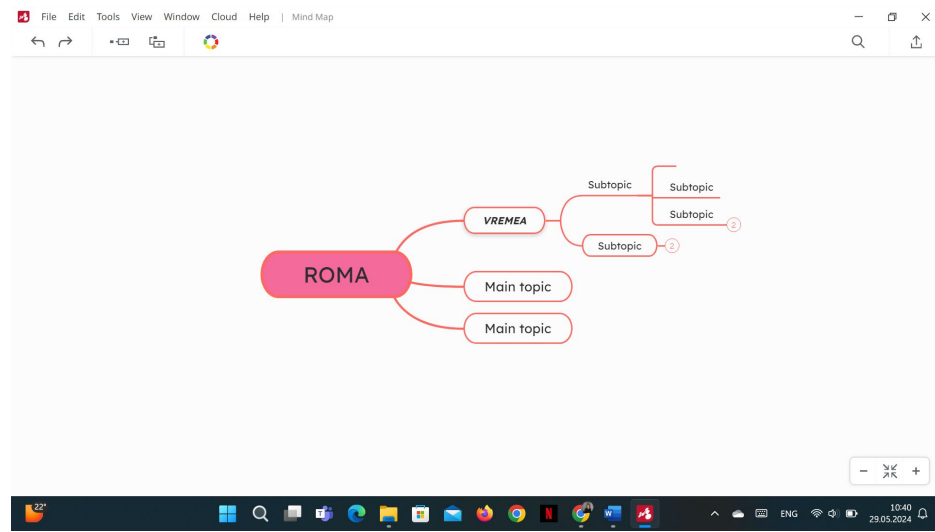 File Edit Tools View Window Cloud Help | Mind Map
Subtopic
Subtopic
Subtopic
VREMEA
2
Subtopic
2
ROMA
Main topic
Main topic
22°
ENG
10:40
29.05.2024